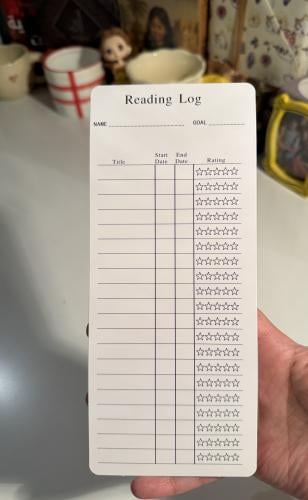 Reading Log
NAME GOAL
Start End
Title Date Date Rating